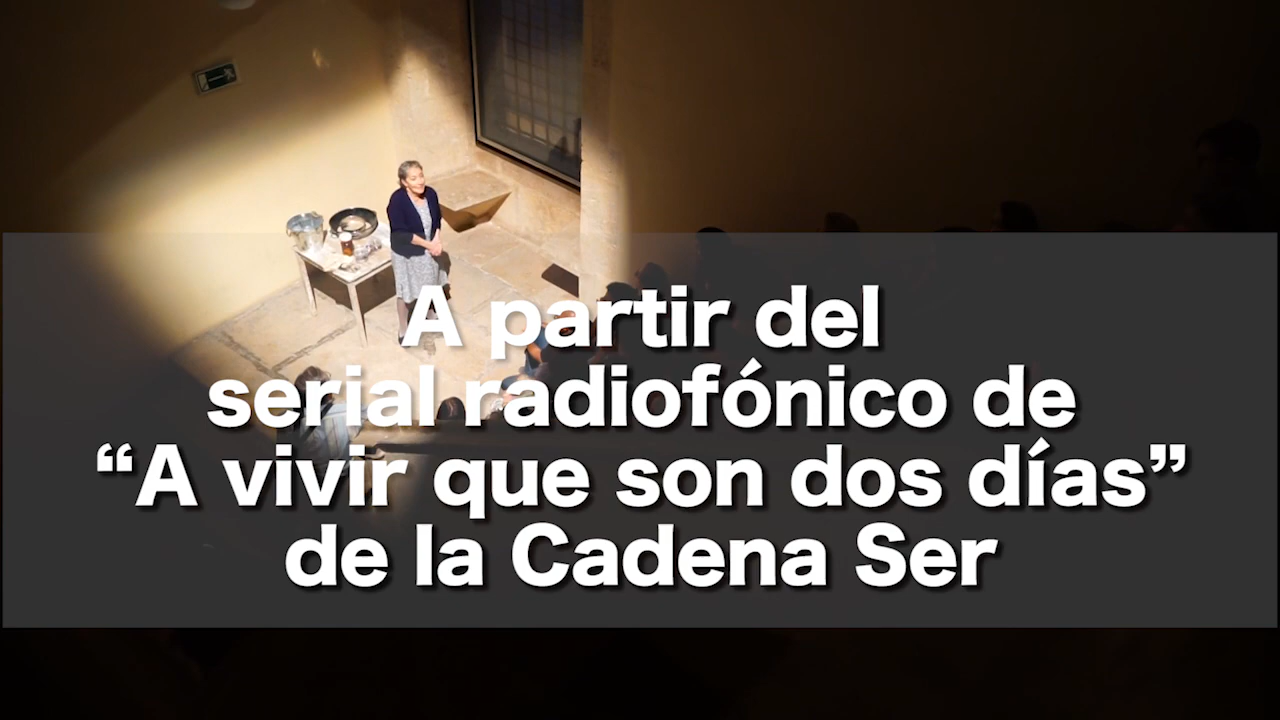 A partir del
serial radiofónico de
“A vivir que son dos días”
de la Cadena Ser